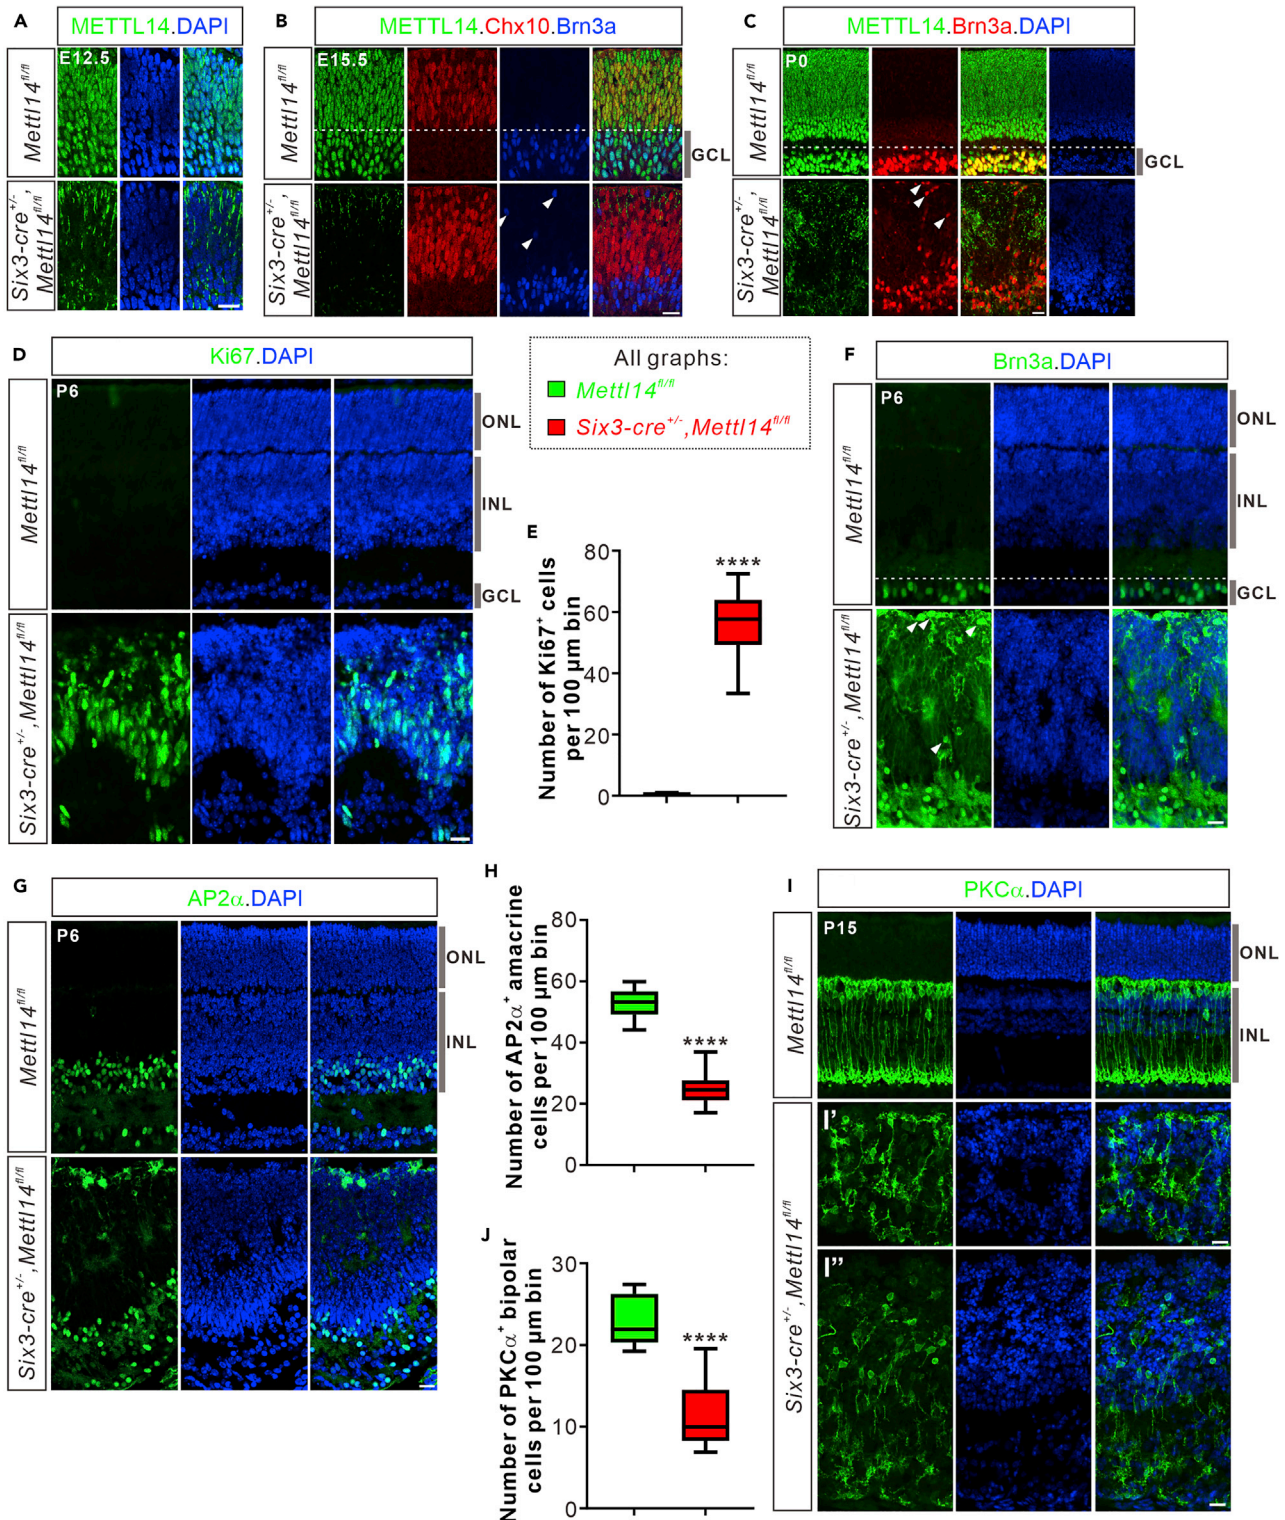 A
METTL14.DAPI
E12.5
Mettl14fl/fl
Six3-cre+/-,
Mettl14fl/fl
B
METTL14.Chx10.Brn3a
E15.5
Mettl14fl/fl
GCL
Six3-cre+/-,
Mettl14fl/fl
C
METTL14.Brn3a.DAPI
P0
Mettl14fl/fl
GCL
Six3-cre+/-,
Mettl14fl/fl
D
Ki67.DAPI
P6
Mettl14fl/fl
ONL
INL
GCL
Six3-cre+/-,Mettl14fl/fl
All graphs:
Mettl14fl/fl
Six3-cre+/-,Mettl14fl/fl
E
Number of Ki67+ cells
per 100 µm bin
80
60
40
20
0
****
F
Brn3a.DAPI
P6
Mettl14fl/fl
ONL
INL
GCL
Six3-cre+/-,Mettl14fl/fl
G
AP2α.DAPI
P6
Mettl14fl/fl
ONL
INL
Six3-cre+/-,Mettl14fl/fl
H
Number of AP2α+ amacrine
cells per 100 µm bin
80
60
40
20
0
****
I
PKCα.DAPI
P15
Mettl14fl/fl
ONL
INL
I'
I"
Six3-cre+/-,Mettl14fl/fl
J
Number of PKCα+ bipolar
cells per 100 µm bin
30
20
10
0
****